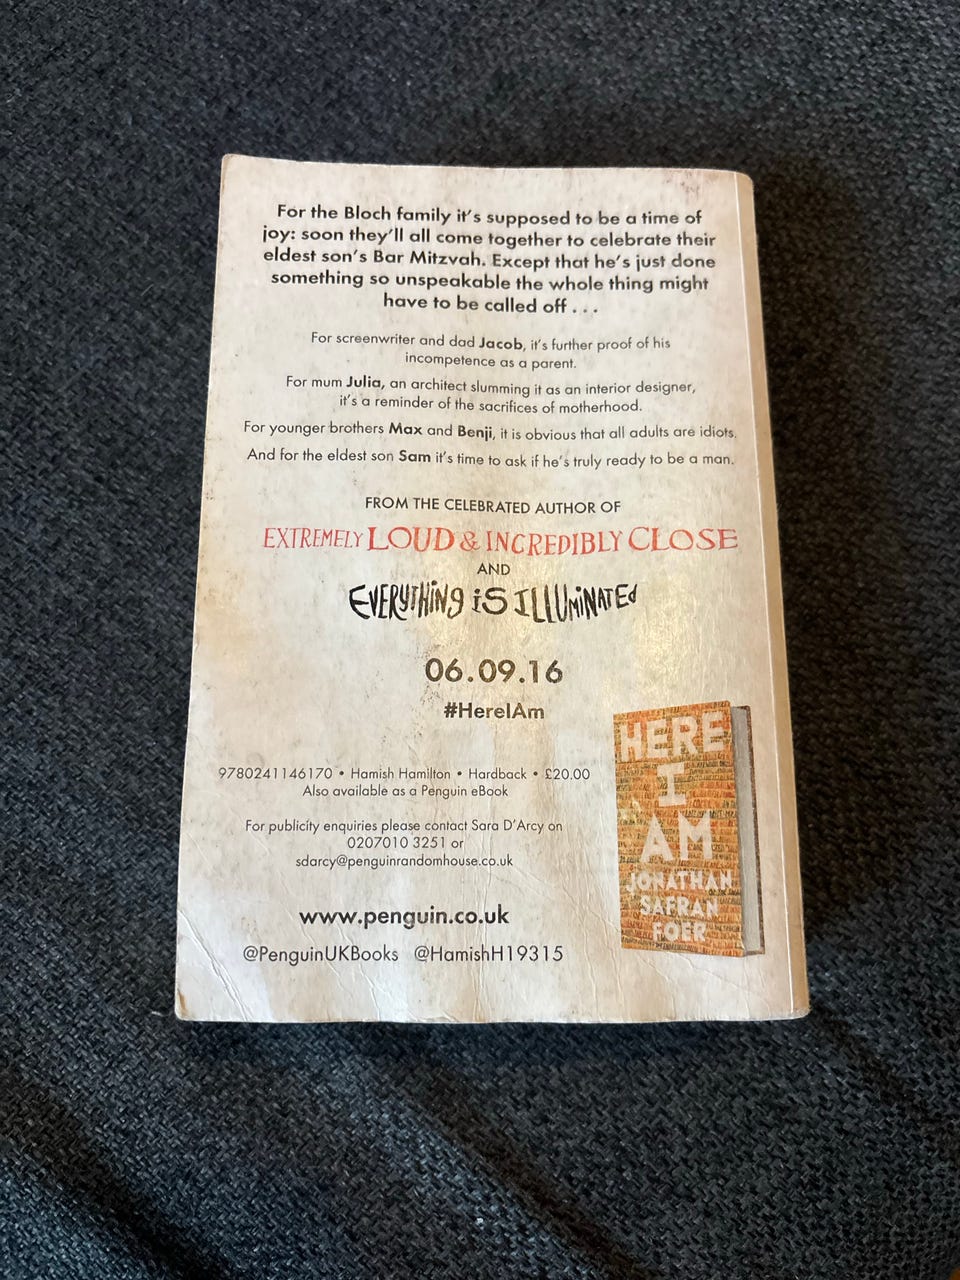 For the Bloch family it's supposed to be a time of
joy: soon they'll all come together to celebrate their
eldest son's Bar Mitzvah. Except that he's just done
something so unspeakable the whole thing might
have to be called off . . .
For screenwriter and dad Jacob, it's further proof of his
incompetence as a parent.
For mum Julia, an architect slumming it as an interior designer,
it's a reminder of the sacrifices of motherhood.
For younger brothers Max and Benji, it is obvious that all adults are idiots.
And for the eldest son Sam it's time to ask if he's truly ready to be a man.
FROM THE CELEBRATED AUTHOR OF
EXTREMELY LOUD & INCREDIBLY CLOSE
AND
EVERYTHING iS ILLUMiNATEd
06.09.16
#HereIAm
9780241146170 • Hamish Hamilton • Hardback • £20.00
Also available as a Penguin eBook
For publicity enquiries please contact Sara D'Arcy on
0207010 3251 or
sdarcy@penguinrandomhouse.co.uk
www.penguin.co.uk
@PenguinUKBooks @HamishH19315
HERE
I
AM
JONATHAN
SAFRAN
FOER